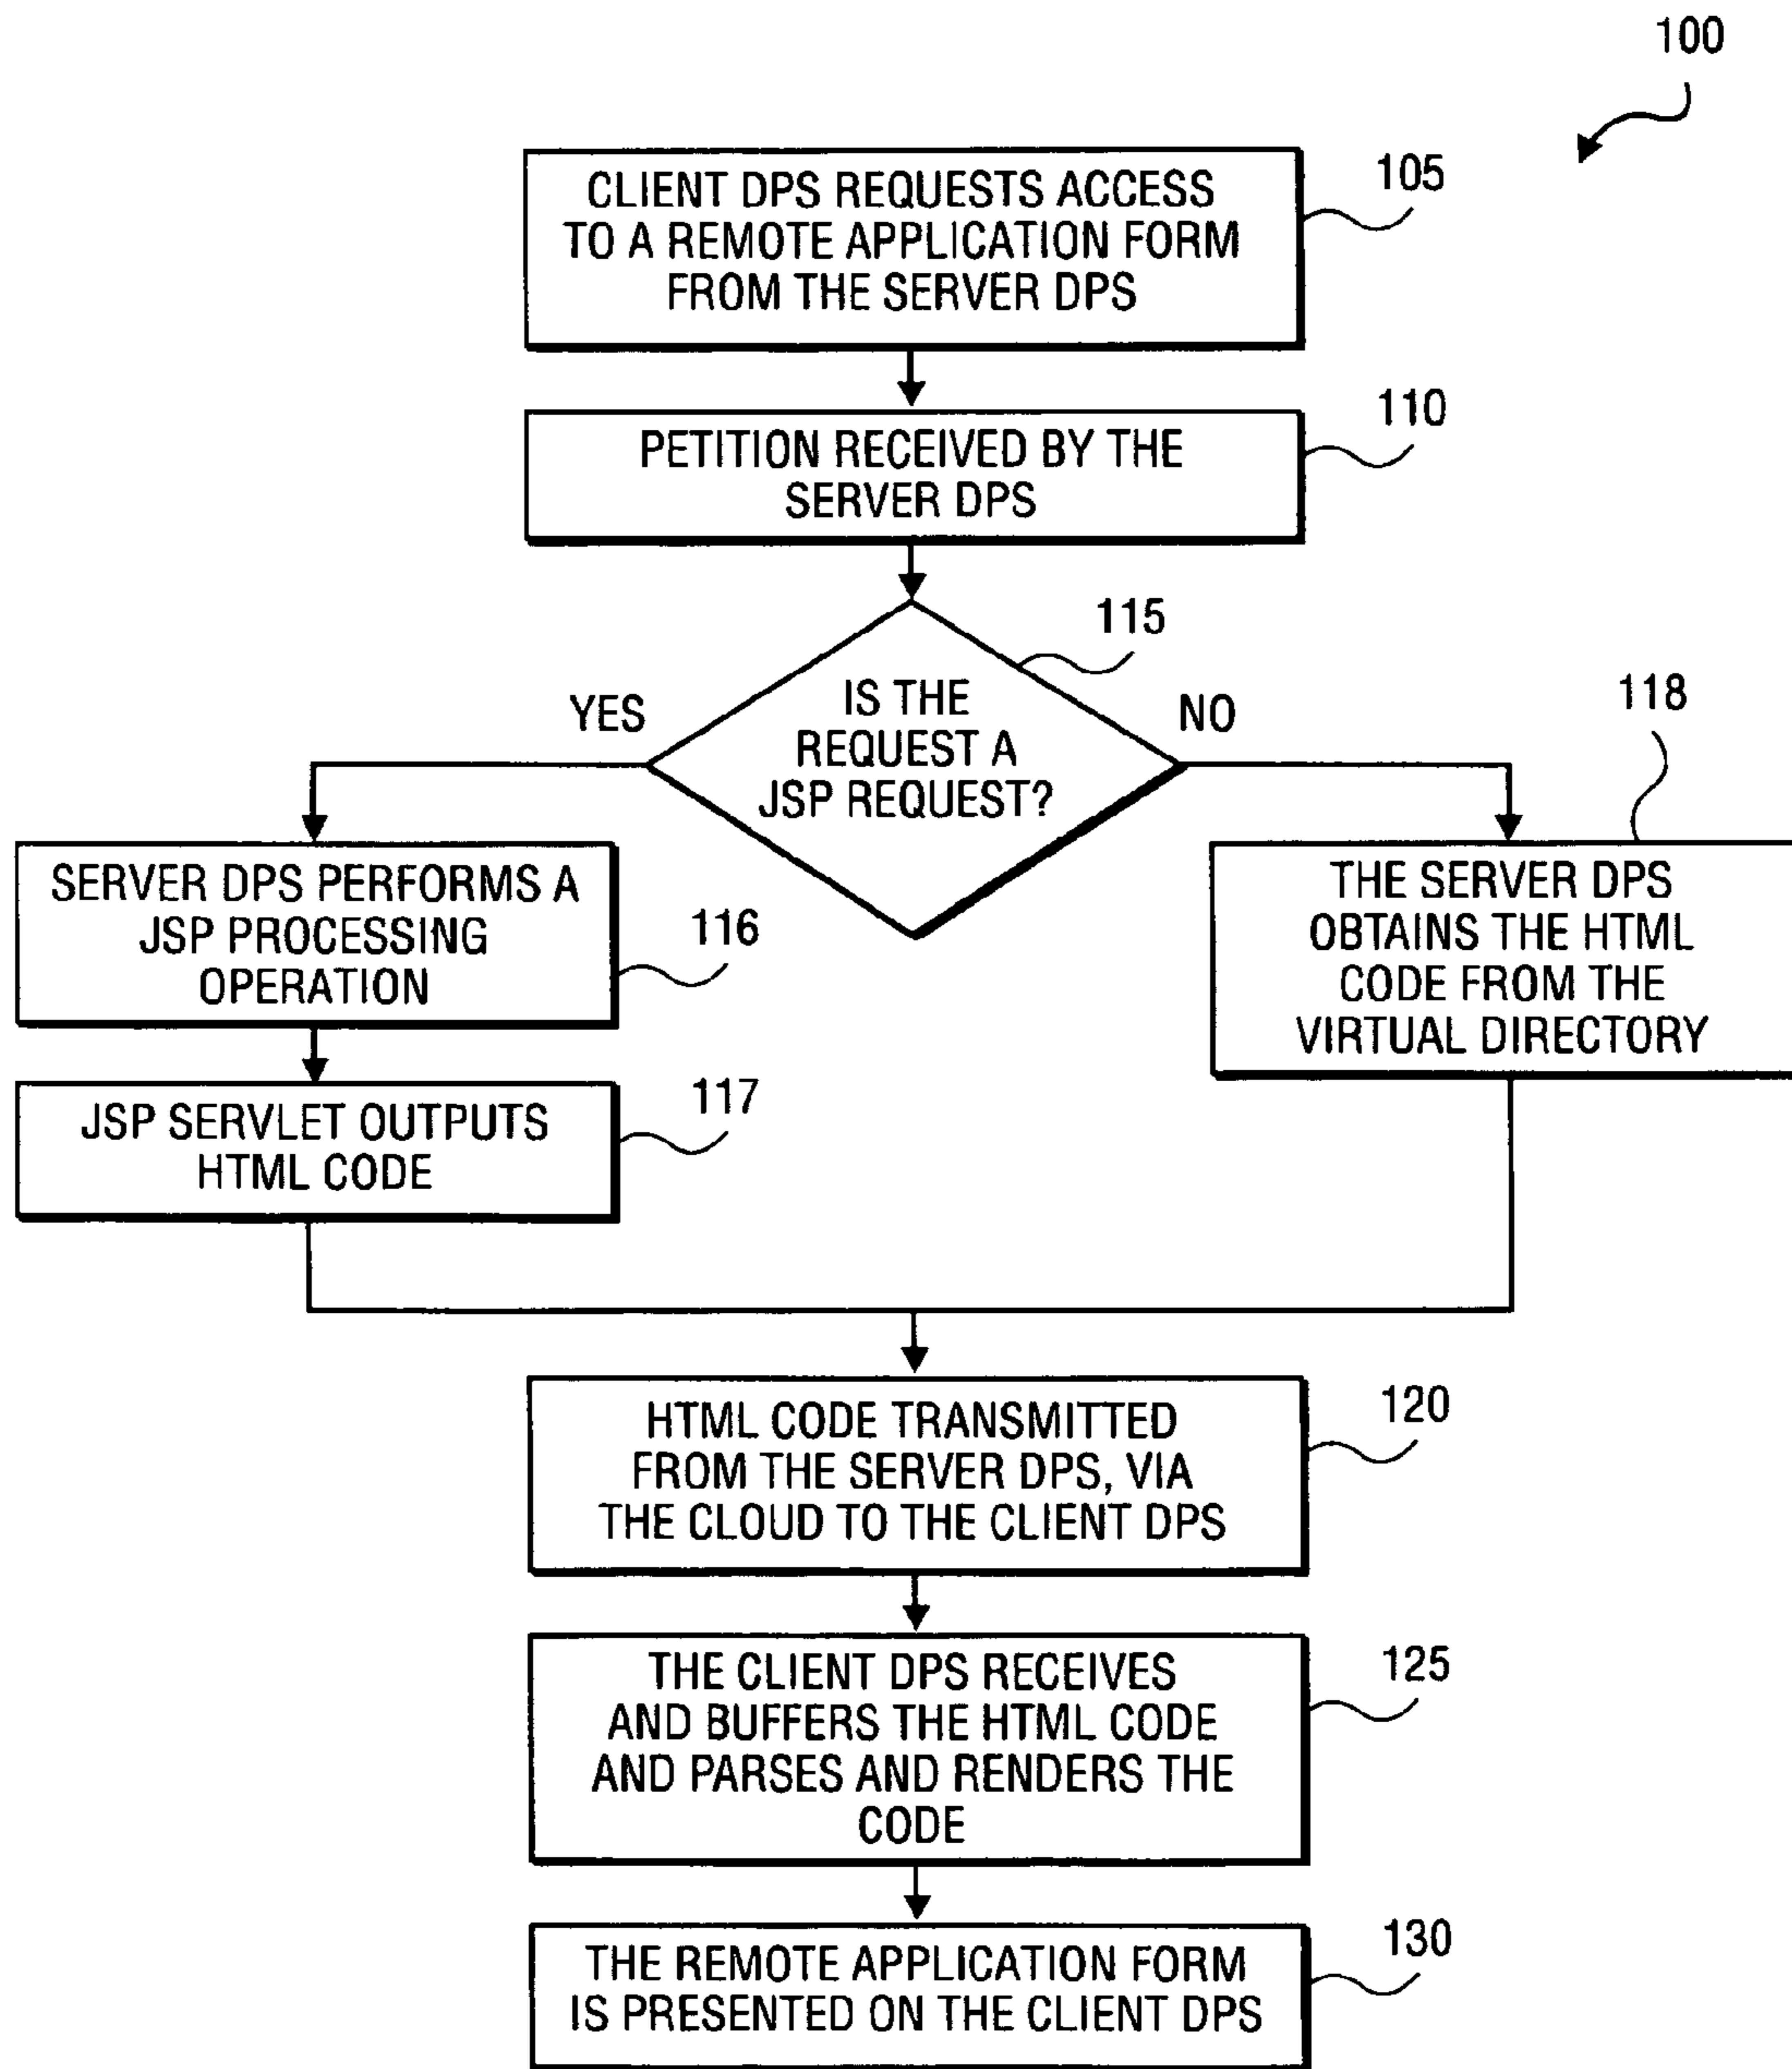 100
CLIENT DPS REQUESTS ACCESS
TO A REMOTE APPLICATION FORM
FROM THE SERVER DPS
105
PETITION RECEIVED BY THE
SERVER DPS
110
115
IS THE
REQUEST A
JSP REQUEST?
YES
NO
SERVER DPS PERFORMS A
JSP PROCESSING
OPERATION
116
118
THE SERVER DPS
OBTAINS THE HTML
CODE FROM THE
VIRTUAL DIRECTORY
JSP SERVLET OUTPUTS
HTML CODE
117
HTML CODE TRANSMITTED
FROM THE SERVER DPS, VIA
THE CLOUD TO THE CLIENT DPS
120
THE CLIENT DPS RECEIVES
AND BUFFERS THE HTML CODE
AND PARSES AND RENDERS THE
CODE
125
THE REMOTE APPLICATION FORM
IS PRESENTED ON THE CLIENT DPS
130